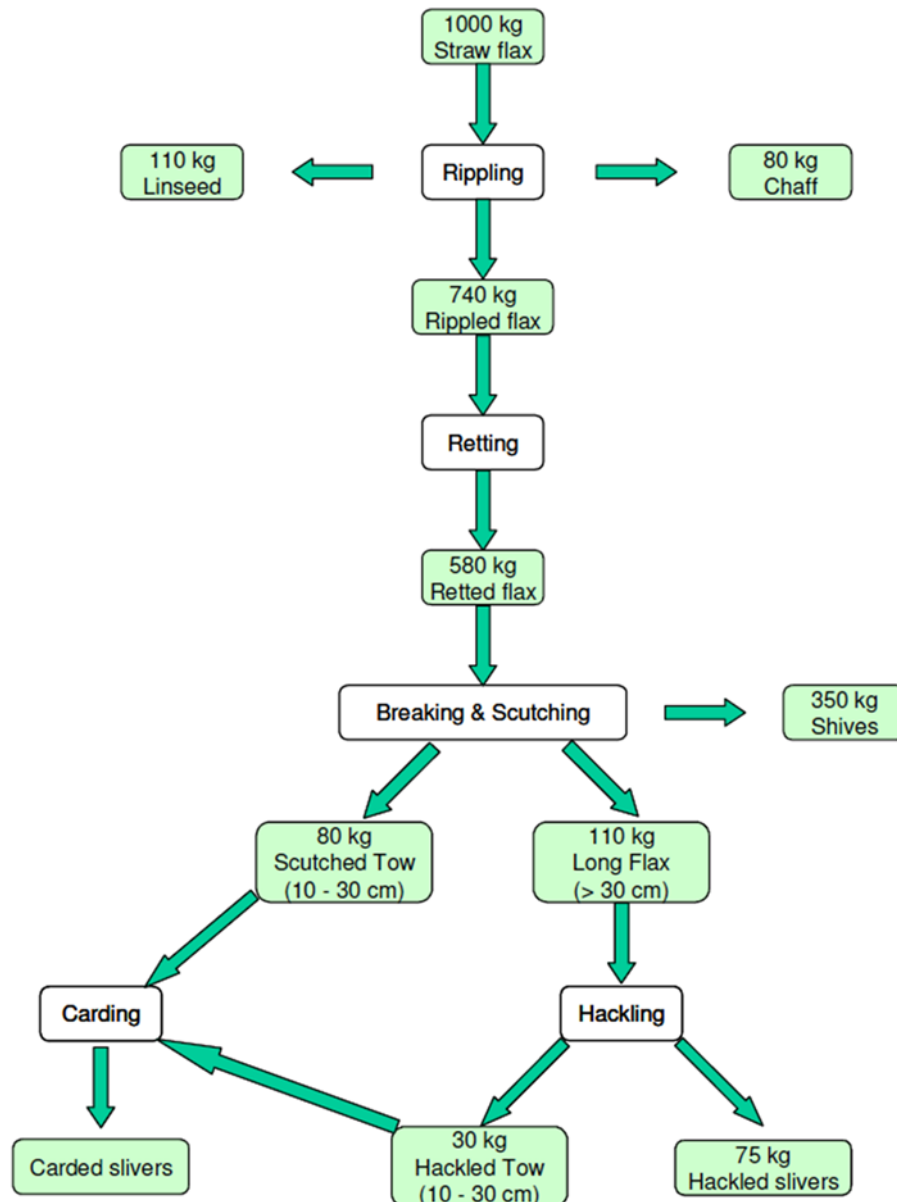 1000 kg
Straw flax
110 kg
Linseed
Rippling
80 kg
Chaff
740 kg
Rippled flax
Retting
580 kg
Retted flax
Breaking & Scutching
350 kg
Shives
80 kg
Scutched Tow
(10 - 30 cm)
110 kg
Long Flax
(> 30 cm)
Carding
Hackling
Carded slivers
30 kg
Hackled Tow
(10 - 30 cm)
75 kg
Hackled slivers